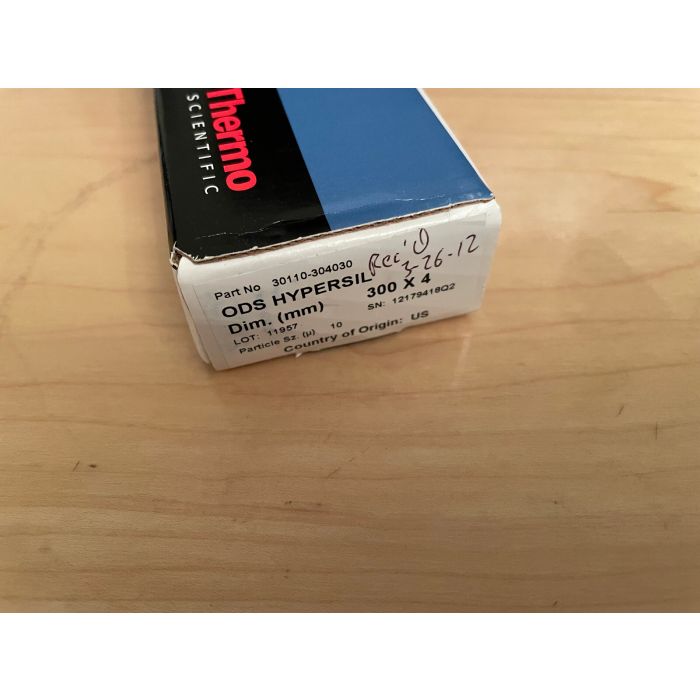 Thermo
SCIENTIFIC
Part No 30110-304030
Rec'd
3-26-12
ODS HYPERSIL
Dim. (mm) 300 X 4
LOT: 11957 SN: 12179418Q2
Particle Sz. (µ) 10
Country of Origin: US